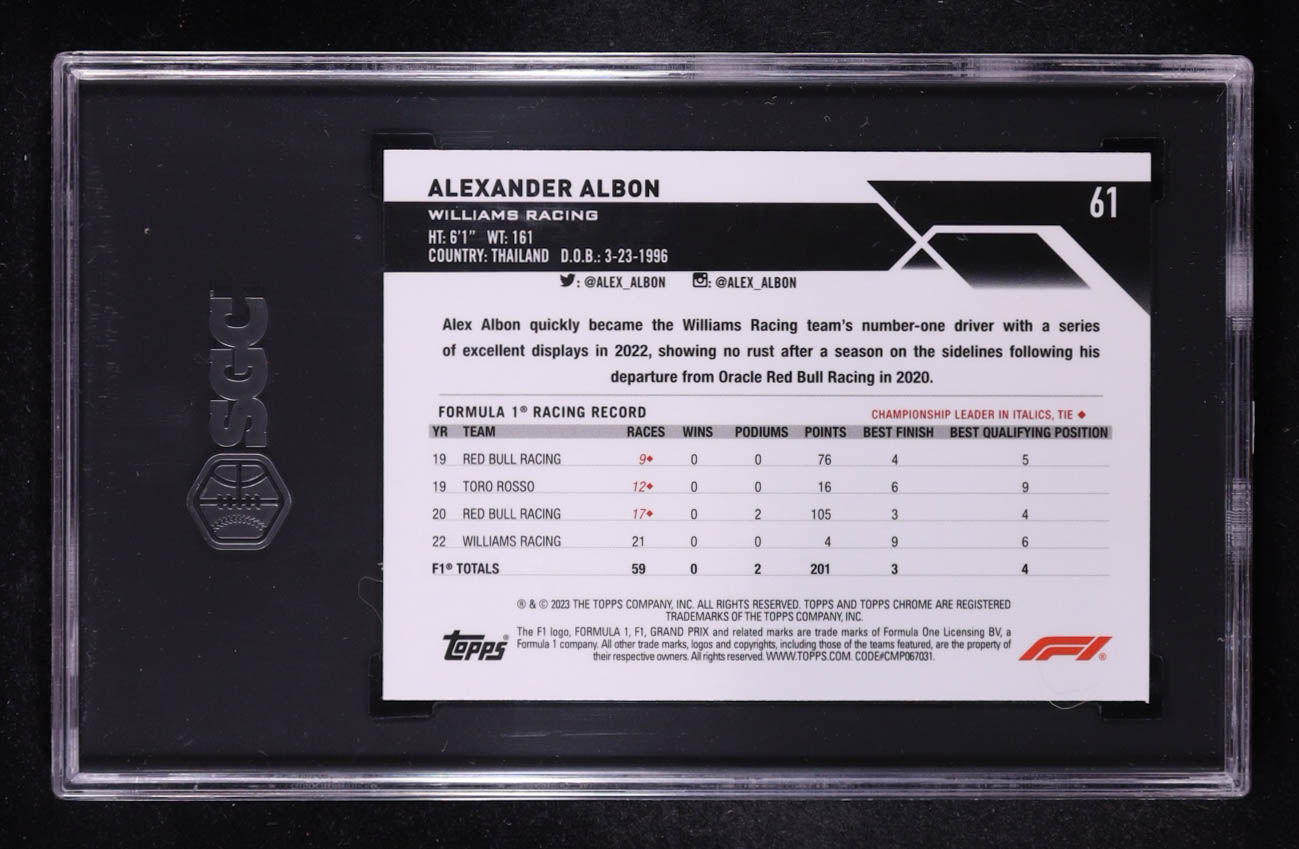 SGC
ALEXANDER ALBON
61
WILLIAMS RACING
HT: 6'1" WT: 161
COUNTRY: THAILAND D.O.B.: 3-23-1996
: @ALEX_ALBON : @ALEX_ALBON
Alex Albon quickly became the Williams Racing team's number-one driver with a series
of excellent displays in 2022, showing no rust after a season on the sidelines following his
departure from Oracle Red Bull Racing in 2020.
FORMULA 1® RACING RECORD CHAMPIONSHIP LEADER IN ITALICS, TIE ♦
YR TEAM RACES WINS PODIUMS POINTS BEST FINISH BEST QUALIFYING POSITION
19 RED BULL RACING 9♦ 0 0 76 4 5
19 TORO ROSSO 12♦ 0 0 16 6 9
20 RED BULL RACING 17♦ 0 2 105 3 4
22 WILLIAMS RACING 21 0 0 4 9 6
F1® TOTALS 59 0 2 201 3 4
® & © 2023 THE TOPPS COMPANY, INC. ALL RIGHTS RESERVED. TOPPS AND TOPPS CHROME ARE REGISTERED
TRADEMARKS OF THE TOPPS COMPANY, INC.
The F1 logo, FORMULA 1, F1, GRAND PRIX and related marks are trade marks of Formula One Licensing BV, a
Formula 1 company. All other trade marks, logos and copyrights, including those of the teams featured, are the property of
their respective owners. All rights reserved. WWW.TOPPS.COM. CODE#CMP067031.
TOPPS®
F1®